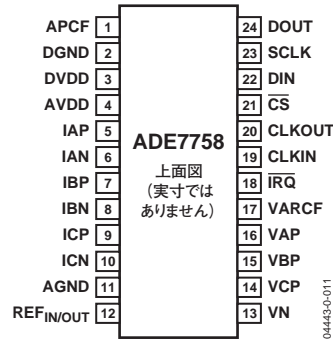 APCF 1
DGND 2
DVDD 3
AVDD 4
IAP 5
IAN 6
IBP 7
IBN 8
ICP 9
ICN 10
AGND 11
REFIN/OUT 12
ADE7758
上面図
(実寸では
ありません)
24 DOUT
23 SCLK
22 DIN
21 CS
20 CLKOUT
19 CLKIN
18 IRQ
17 VARCF
16 VAP
15 VBP
14 VCP
13 VN
04443-0-011